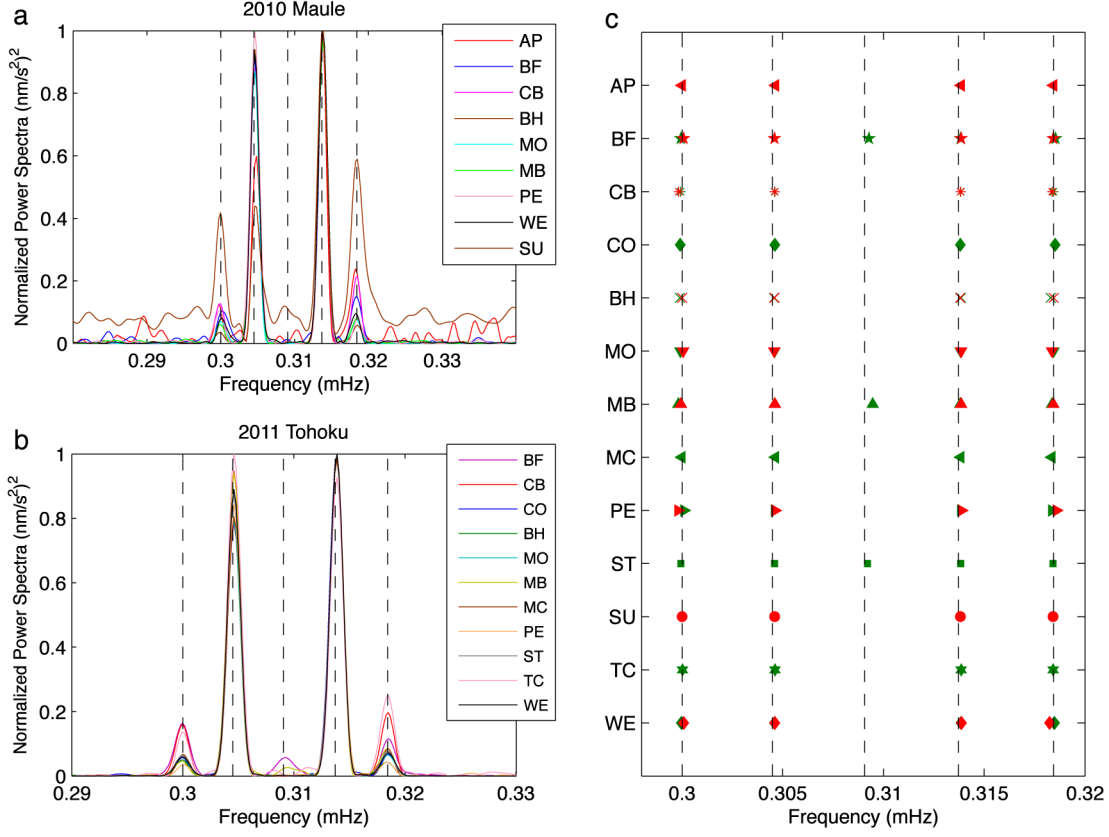 a
2010 Maule
Normalized Power Spectra (nm/s²)²
1
0.8
0.6
0.4
0.2
0
0.29
0.3
0.31
0.32
0.33
Frequency (mHz)
AP
BF
CB
BH
MO
MB
PE
WE
SU
b
2011 Tohoku
Normalized Power Spectra (nm/s²)²
1
0.8
0.6
0.4
0.2
0
0.29
0.3
0.31
0.32
0.33
Frequency (mHz)
BF
CB
CO
BH
MO
MB
MC
PE
ST
TC
WE
c
AP
BF
CB
CO
BH
MO
MB
MC
PE
ST
SU
TC
WE
0.3
0.305
0.31
0.315
0.32
Frequency (mHz)